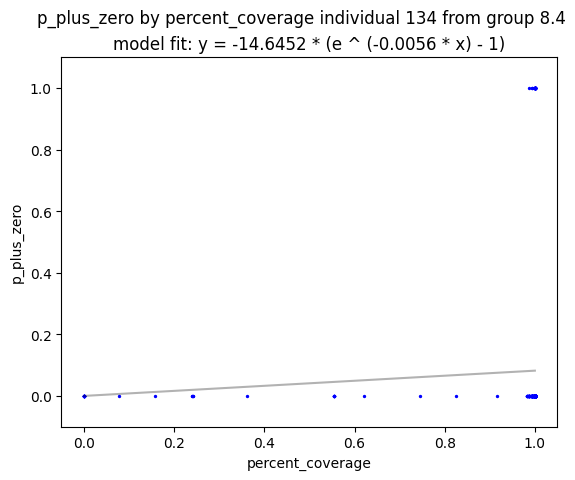 p_plus_zero by percent_coverage individual 134 from group 8.4
model fit: y = -14.6452 * (e ^ (-0.0056 * x) - 1)
1.0
0.8
0.6
0.4
0.2
0.0
p_plus_zero
0.0 0.2 0.4 0.6 0.8 1.0
percent_coverage